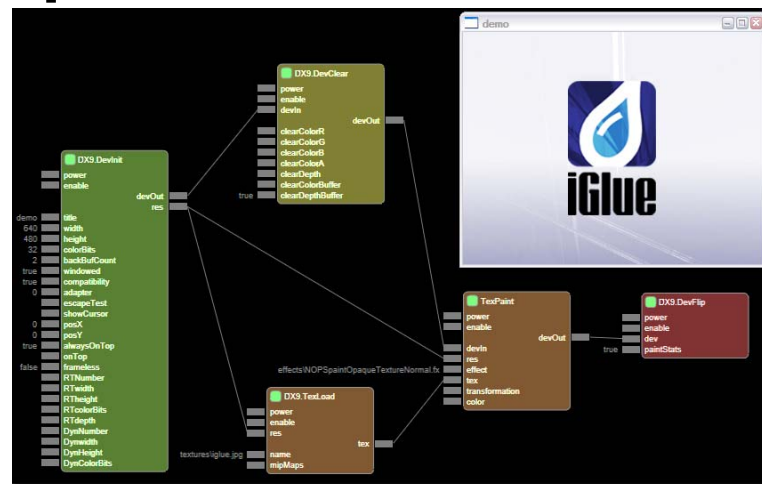 demo
iGlue
DX9.DevClear
power
enable
devIn
devOut
clearColorR
clearColorG
clearColorB
clearColorA
clearDepth
clearColorBuffer
true clearDepthBuffer
DX9.DevInit
power
enable
devOut
res
demo title
640 width
480 height
32 colorBits
2 backBufCount
true windowed
true compatibility
0 adapter
escapeTest
showCursor
0 posX
0 posY
true alwaysOnTop
onTop
false frameless
RTNumber
RTwidth
RTheight
RTcolorBits
RTdepth
DynNumber
Dynwidth
DynHeight
DynColorBits
TexPaint
power
enable
devOut
devIn
res
effects\NOPSpaintOpaqueTextureNormal.fx effect
tex
transformation
color
DX9.DevFlip
power
enable
dev
true paintStats
DX9.TexLoad
power
enable
res
tex
textures\iglue.jpg name
mipMaps